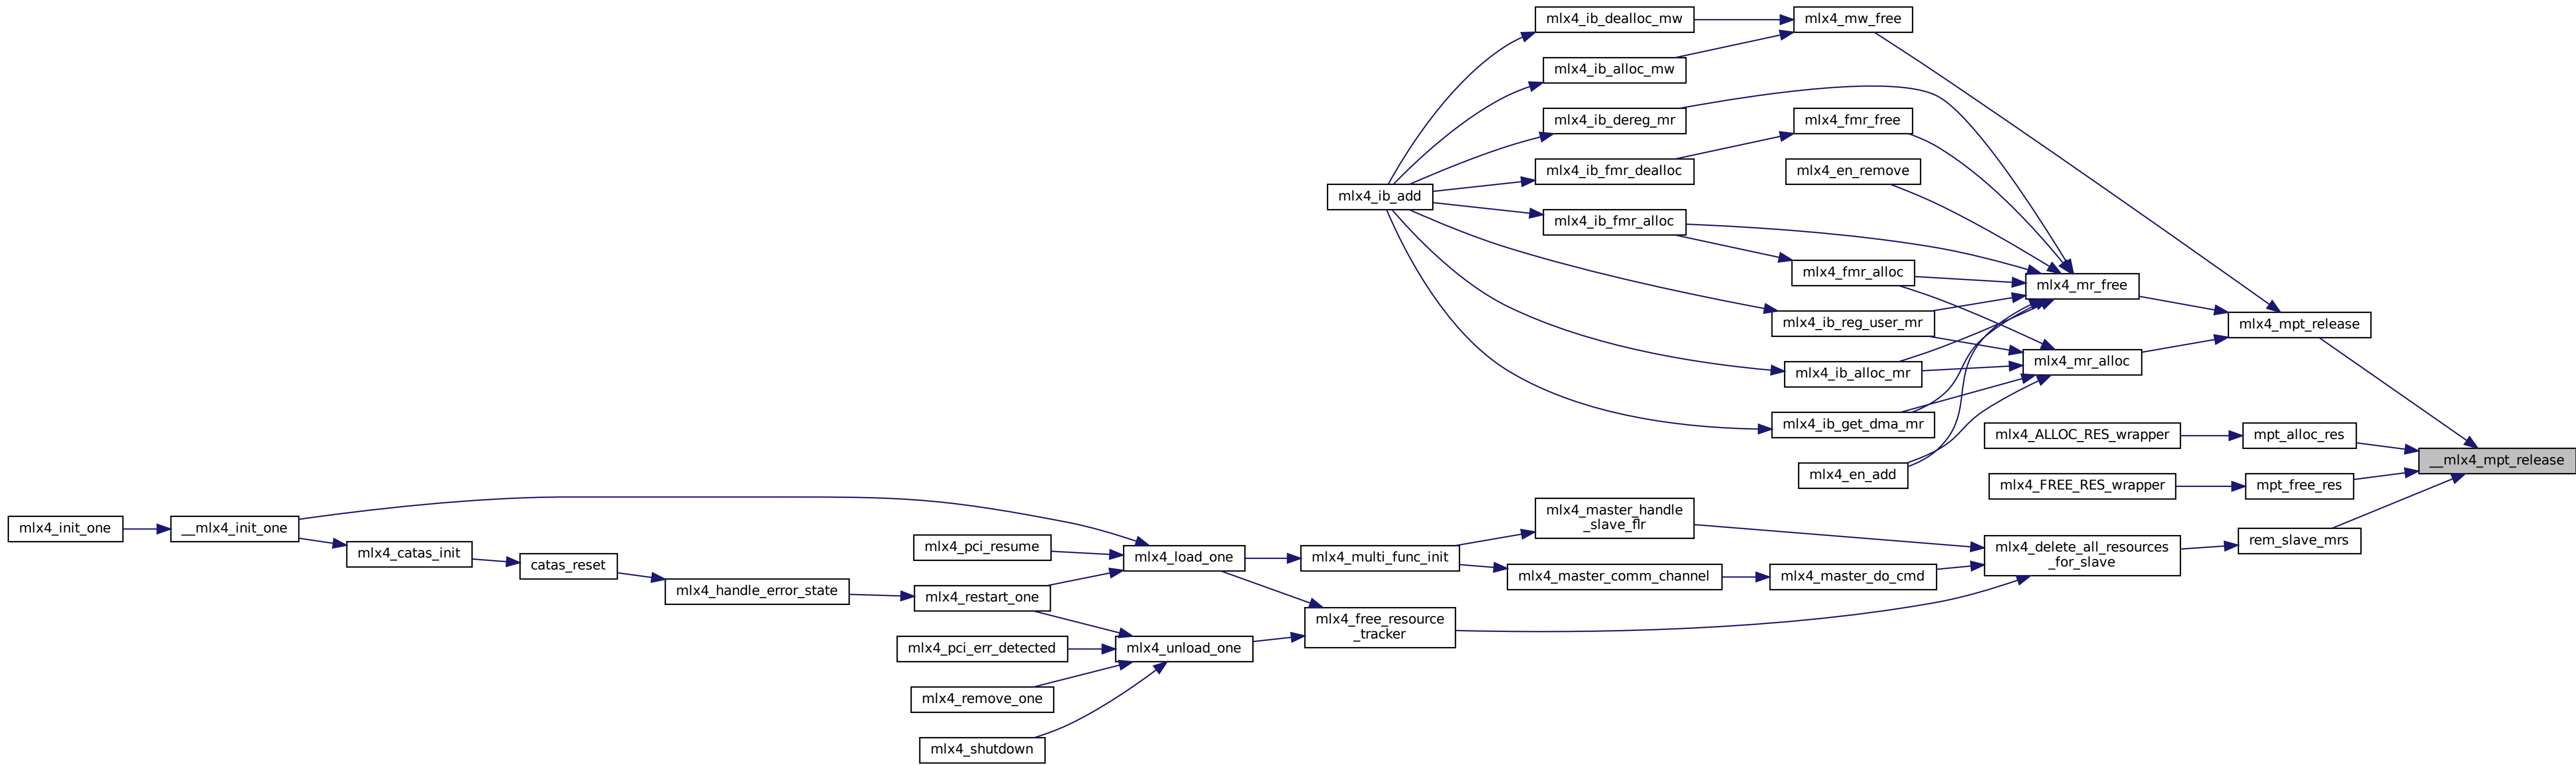 mlx4_ib_dealloc_mw
mlx4_mw_free
mlx4_ib_alloc_mw
mlx4_ib_dereg_mr
mlx4_fmr_free
mlx4_ib_fmr_dealloc
mlx4_en_remove
mlx4_ib_add
mlx4_ib_fmr_alloc
mlx4_fmr_alloc
mlx4_mr_free
mlx4_ib_reg_user_mr
mlx4_mpt_release
mlx4_mr_alloc
mlx4_ib_alloc_mr
mlx4_ib_get_dma_mr
mlx4_ALLOC_RES_wrapper
mpt_alloc_res
__mlx4_mpt_release
mlx4_en_add
mlx4_FREE_RES_wrapper
mpt_free_res
mlx4_master_handle
_slave_flr
mlx4_init_one
__mlx4_init_one
rem_slave_mrs
mlx4_catas_init
mlx4_pci_resume
mlx4_load_one
mlx4_multi_func_init
mlx4_delete_all_resources
_for_slave
catas_reset
mlx4_master_comm_channel
mlx4_master_do_cmd
mlx4_handle_error_state
mlx4_restart_one
mlx4_free_resource
_tracker
mlx4_pci_err_detected
mlx4_unload_one
mlx4_remove_one
mlx4_shutdown